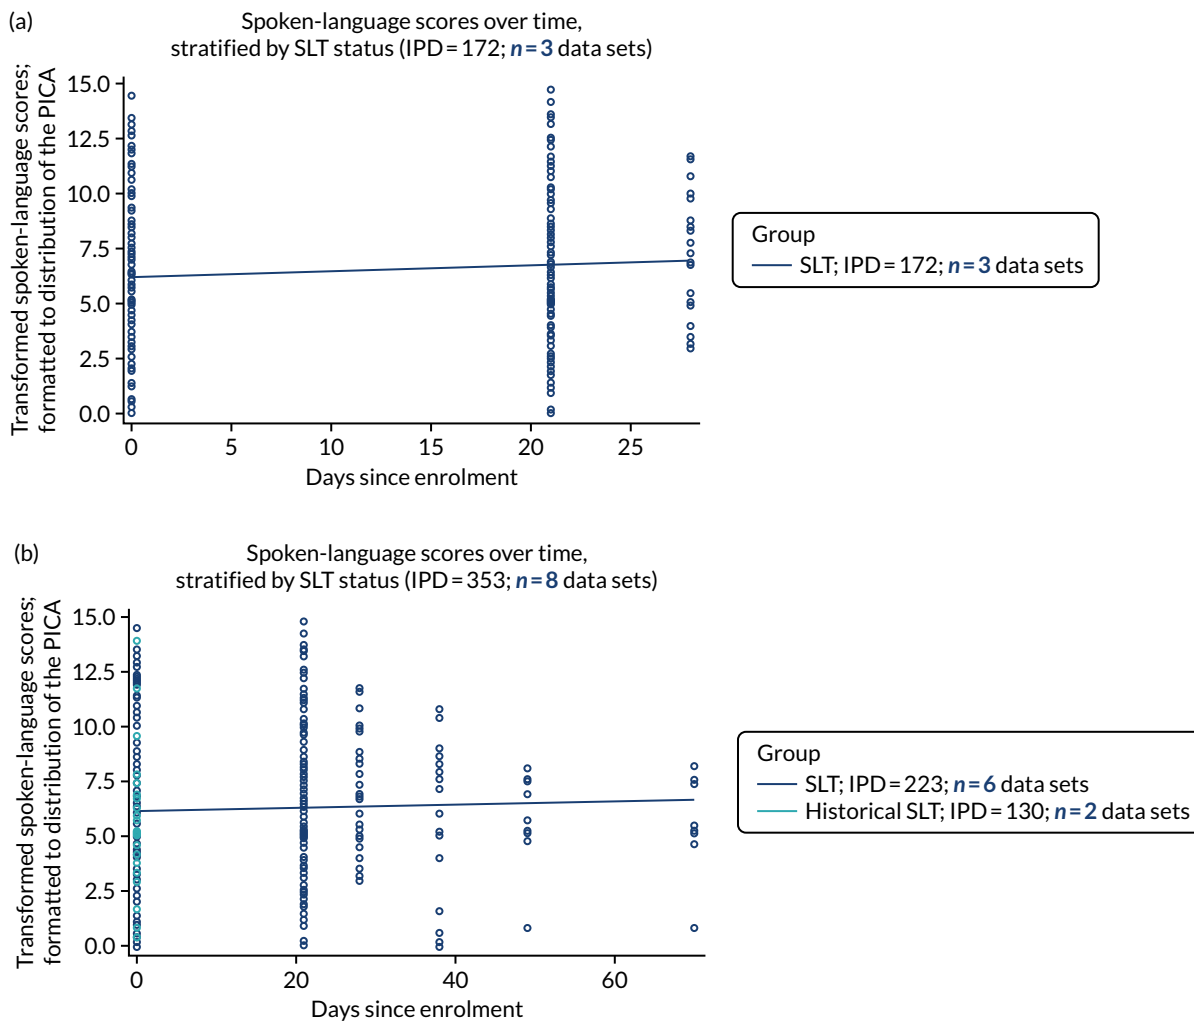 (a)
Spoken-language scores over time,
stratified by SLT status (IPD = 172; n = 3 data sets)
Transformed spoken-language scores;
formatted to distribution of the PICA
15.0
12.5
10.0
7.5
5.0
2.5
0.0
0 5 10 15 20 25
Days since enrolment
Group
SLT; IPD = 172; n = 3 data sets
(b)
Spoken-language scores over time,
stratified by SLT status (IPD = 353; n = 8 data sets)
Transformed spoken-language scores;
formatted to distribution of the PICA
15.0
12.5
10.0
7.5
5.0
2.5
0.0
0 20 40 60
Days since enrolment
Group
SLT; IPD = 223; n = 6 data sets
Historical SLT; IPD = 130; n = 2 data sets